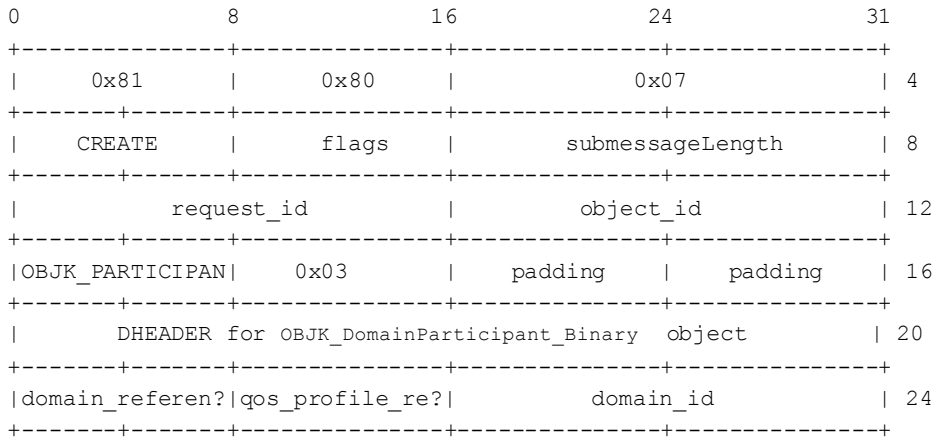 0 8 16 24 31
+---------------+---------------+---------------+---------------+
| 0x81 | 0x80 | 0x07 | 4
+-------+-------+---------------+---------------+---------------+
| CREATE | flags | submessageLength | 8
+-------+-------+---------------+---------------+---------------+
| request_id | object_id | 12
+-------+-------+---------------+---------------+---------------+
|OBJK_PARTICIPAN| 0x03 | padding | padding | 16
+-------+-------+---------------+---------------+---------------+
| DHEADER for OBJK_DomainParticipant_Binary object | 20
+-------+-------+---------------+---------------+---------------+
|domain_referen?|qos_profile_re?| domain_id | 24
+-------+-------+---------------+---------------+---------------+